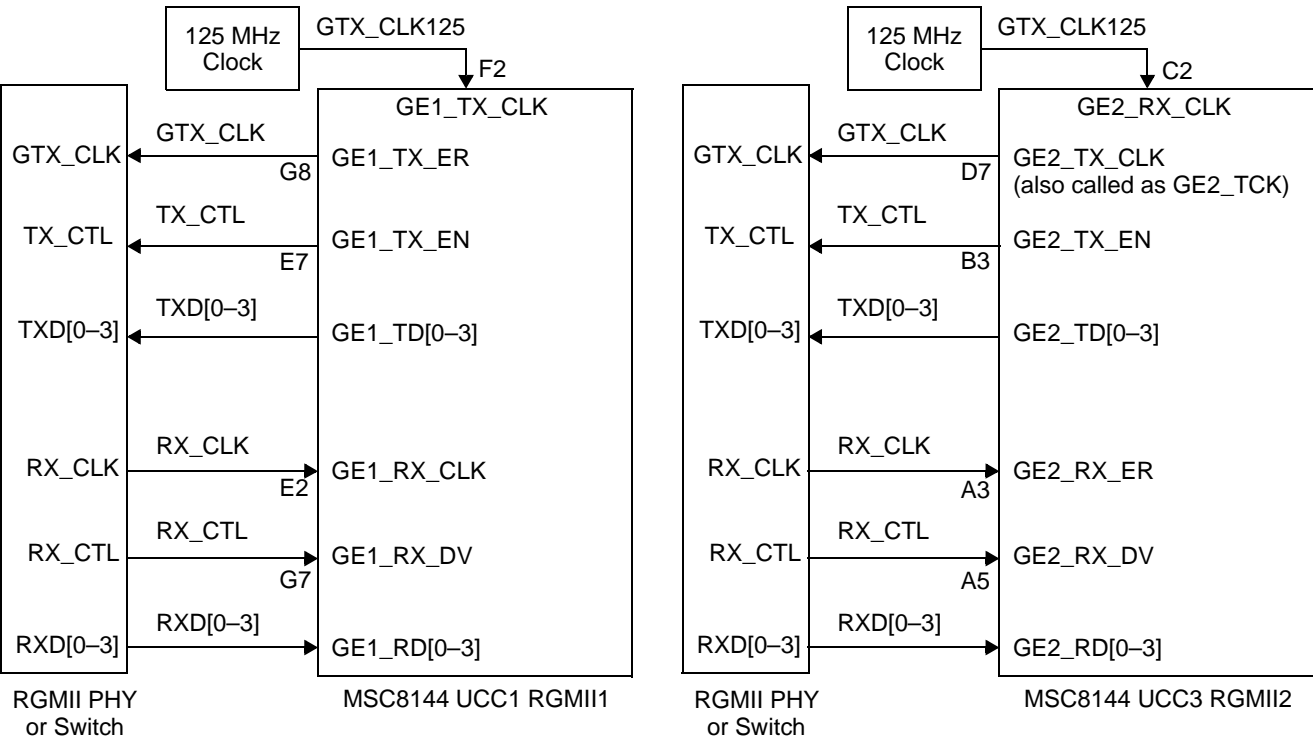 125 MHz
Clock
GTX_CLK125
F2
GE1_TX_CLK
GTX_CLK
GTX_CLK
G8
GE1_TX_ER
TX_CTL
TX_CTL
E7
GE1_TX_EN
TXD[0–3]
TXD[0–3]
GE1_TD[0–3]
RX_CLK
RX_CLK
E2
GE1_RX_CLK
RX_CTL
RX_CTL
G7
GE1_RX_DV
RXD[0–3]
RXD[0–3]
GE1_RD[0–3]
RGMII PHY
or Switch
MSC8144 UCC1 RGMII1
125 MHz
Clock
GTX_CLK125
C2
GE2_RX_CLK
GTX_CLK
GTX_CLK
D7
GE2_TX_CLK
(also called as GE2_TCK)
TX_CTL
TX_CTL
B3
GE2_TX_EN
TXD[0–3]
TXD[0–3]
GE2_TD[0–3]
RX_CLK
RX_CLK
A3
GE2_RX_ER
RX_CTL
RX_CTL
A5
GE2_RX_DV
RXD[0–3]
RXD[0–3]
GE2_RD[0–3]
RGMII PHY
or Switch
MSC8144 UCC3 RGMII2